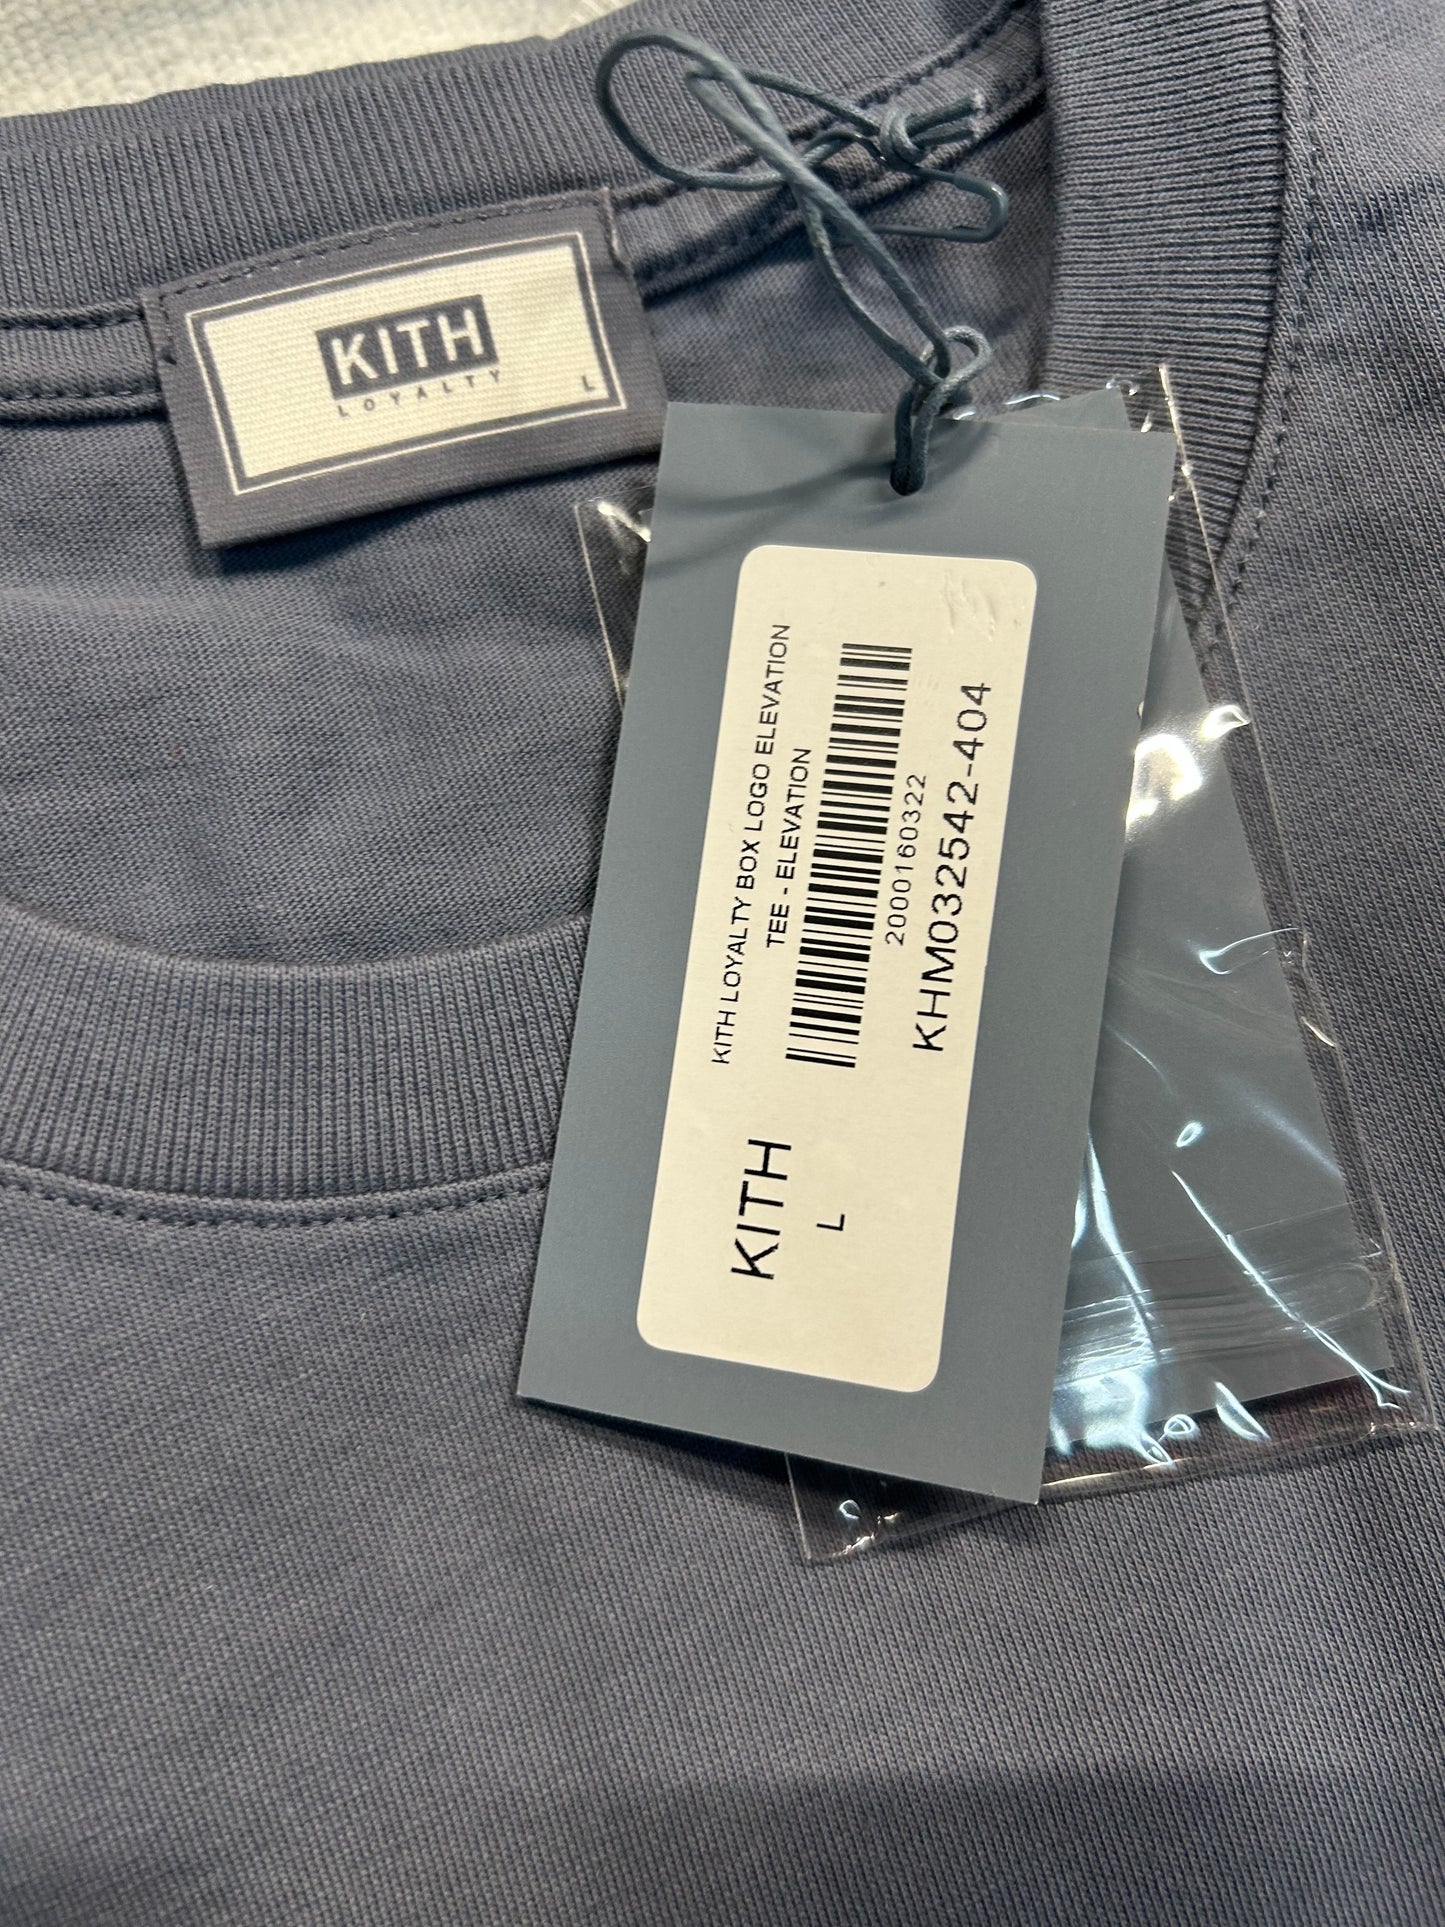 KITH
LOYALTY
L
KITH LOYALTY BOX LOGO ELEVATION
TEE - ELEVATION
2000160322
KHM032542-404
KITH
L